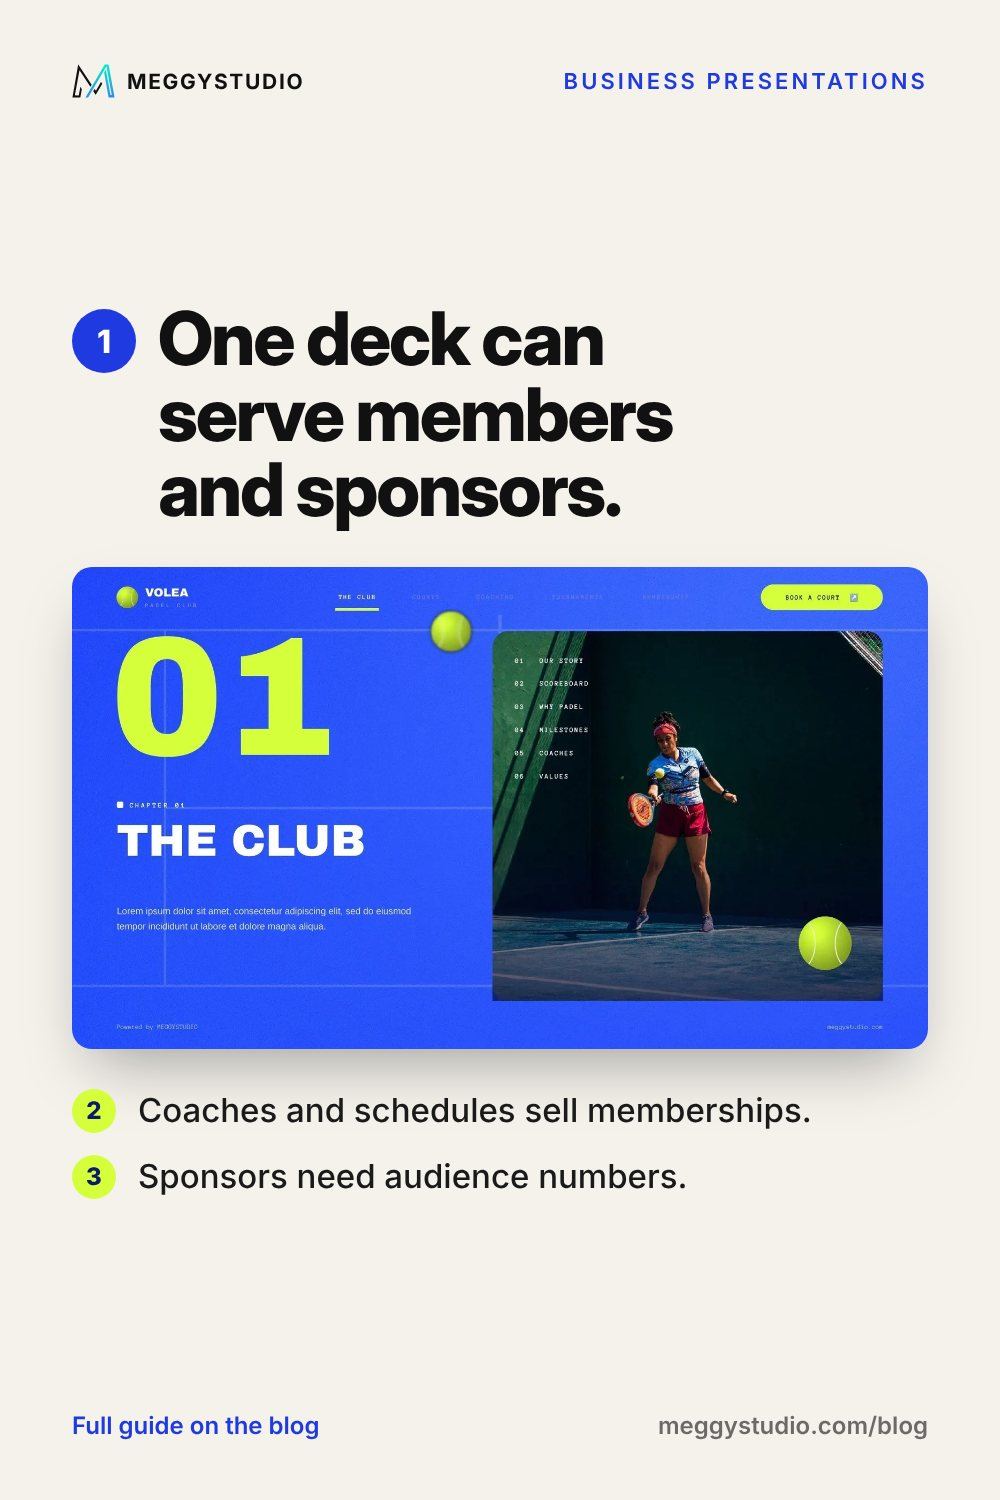 MEGGYSTUDIO
BUSINESS PRESENTATIONS
1
One deck can
serve members
and sponsors.
VOLEA
PADEL CLUB
THE CLUB
COURTS
COACHING
TOURNAMENTS
MEMBERSHIP
BOOK A COURT
01
01 OUR STORY
02 SCOREBOARD
03 WHY PADEL
04 MILESTONES
05 COACHES
06 VALUES
CHAPTER 01
THE CLUB
Lorem ipsum dolor sit amet, consectetur adipiscing elit, sed do eiusmod
tempor incididunt ut labore et dolore magna aliqua.
Powered by MEGGYSTUDIO
meggystudio.com
2 Coaches and schedules sell memberships.
3 Sponsors need audience numbers.
Full guide on the blog
meggystudio.com/blog